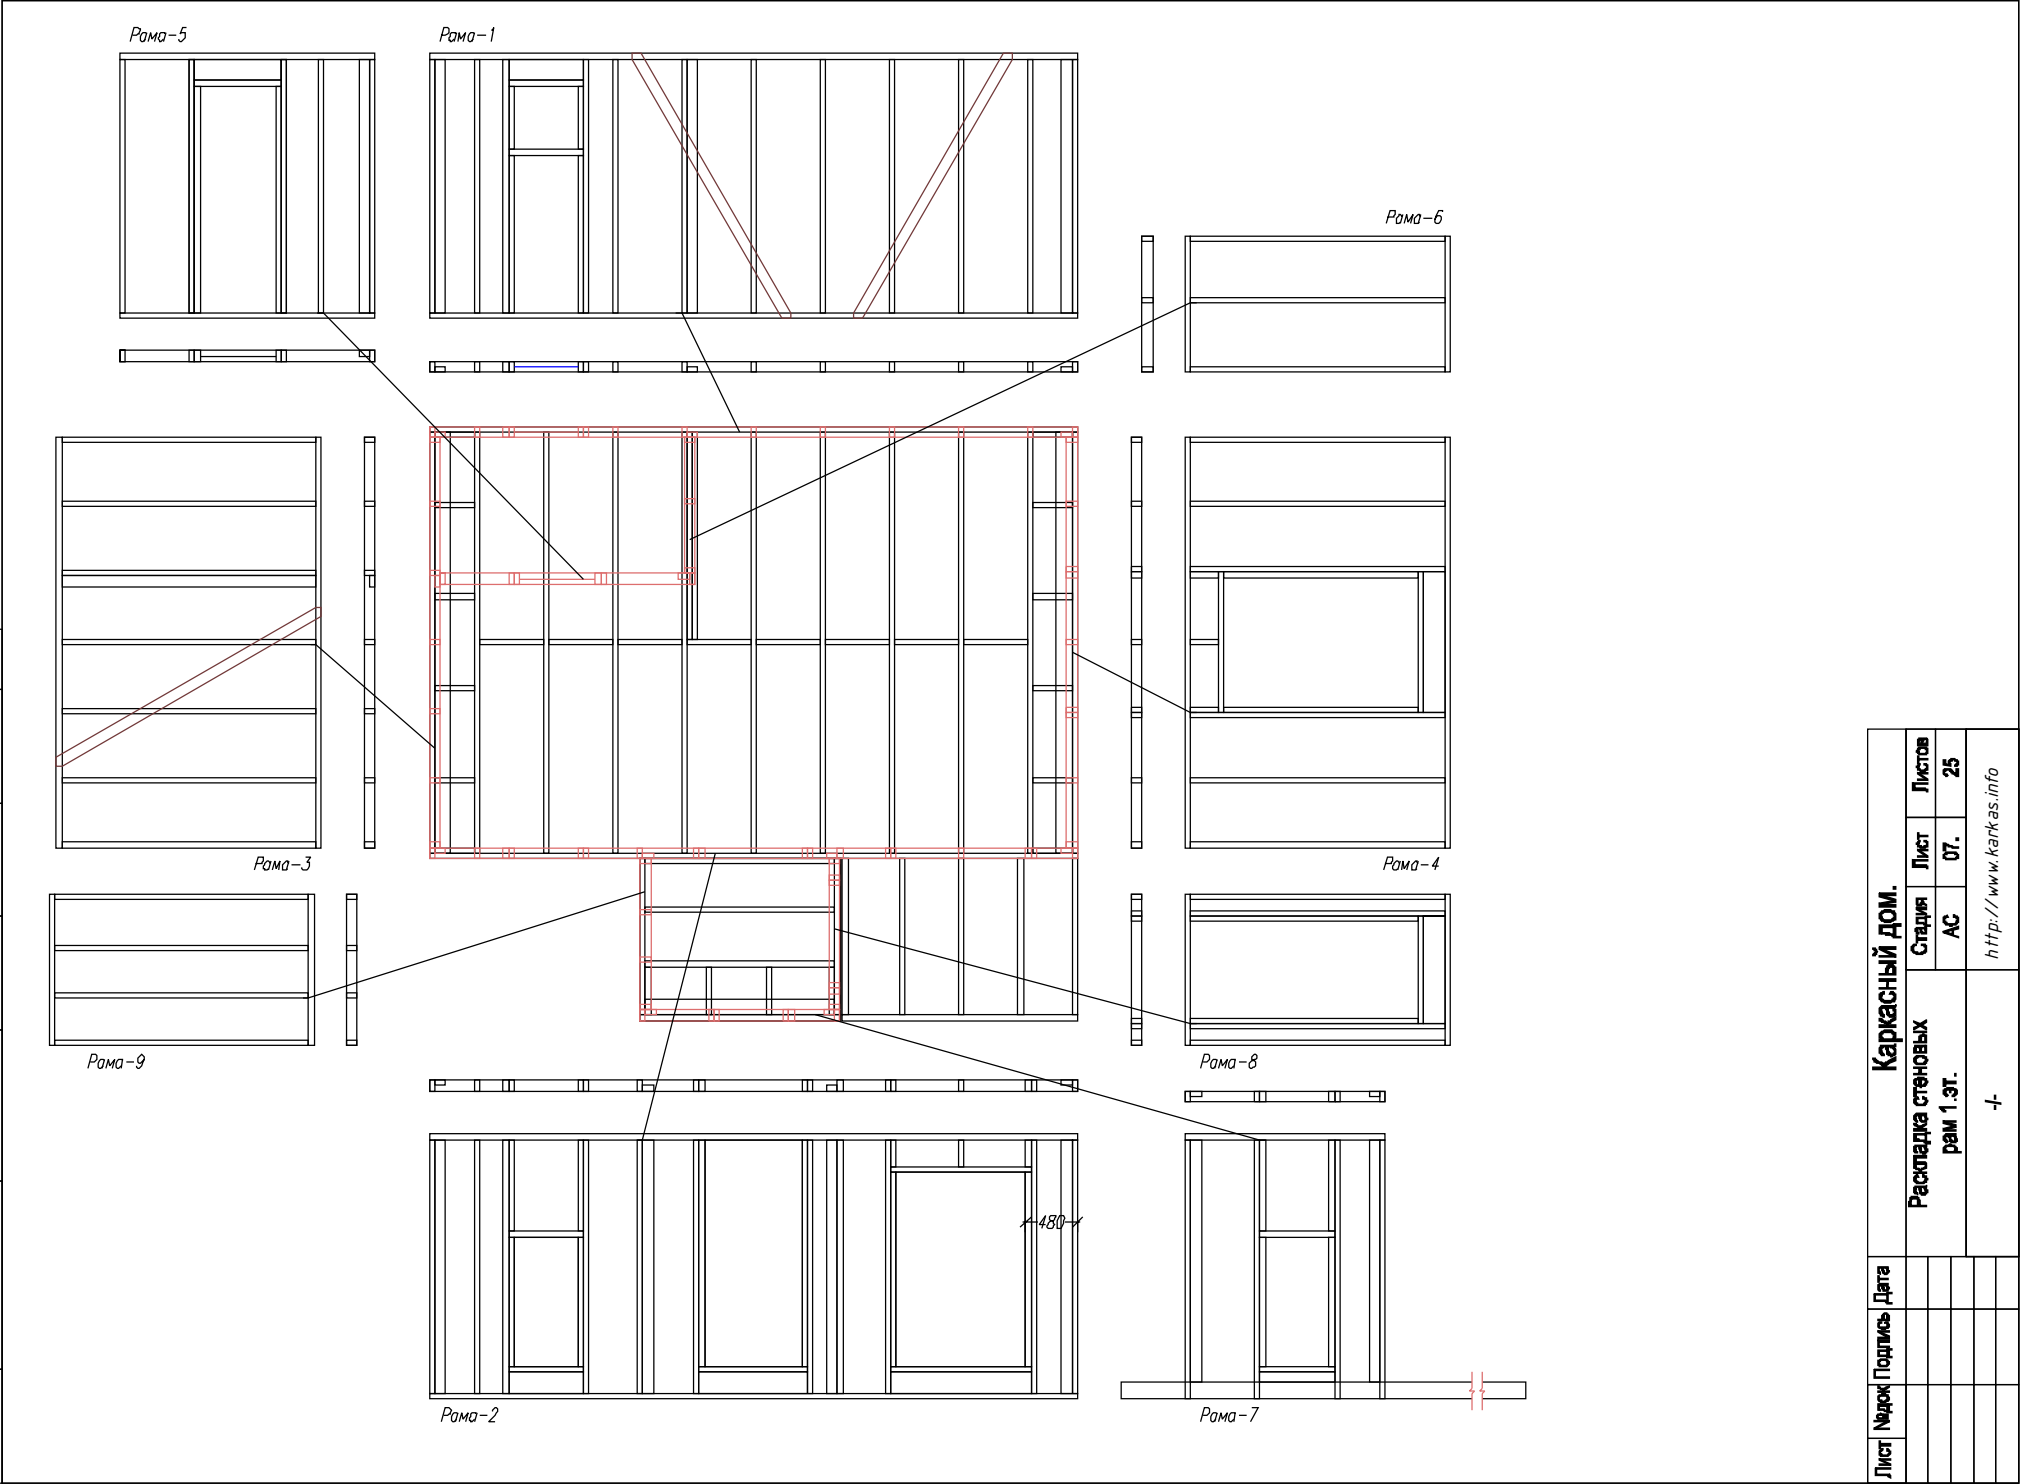 Рама-5
Рама-1
Рама-6
Рама-3
Рама-4
Рама-9
Рама-8
480
Рама-2
Рама-7
Каркасный дом.
Раскладка стеновых
рам 1.эт.
Стадия
Лист
Листов
АС
07.
25
-/-
http://www.karkas.info
Лист
№док
Подпись
Дата